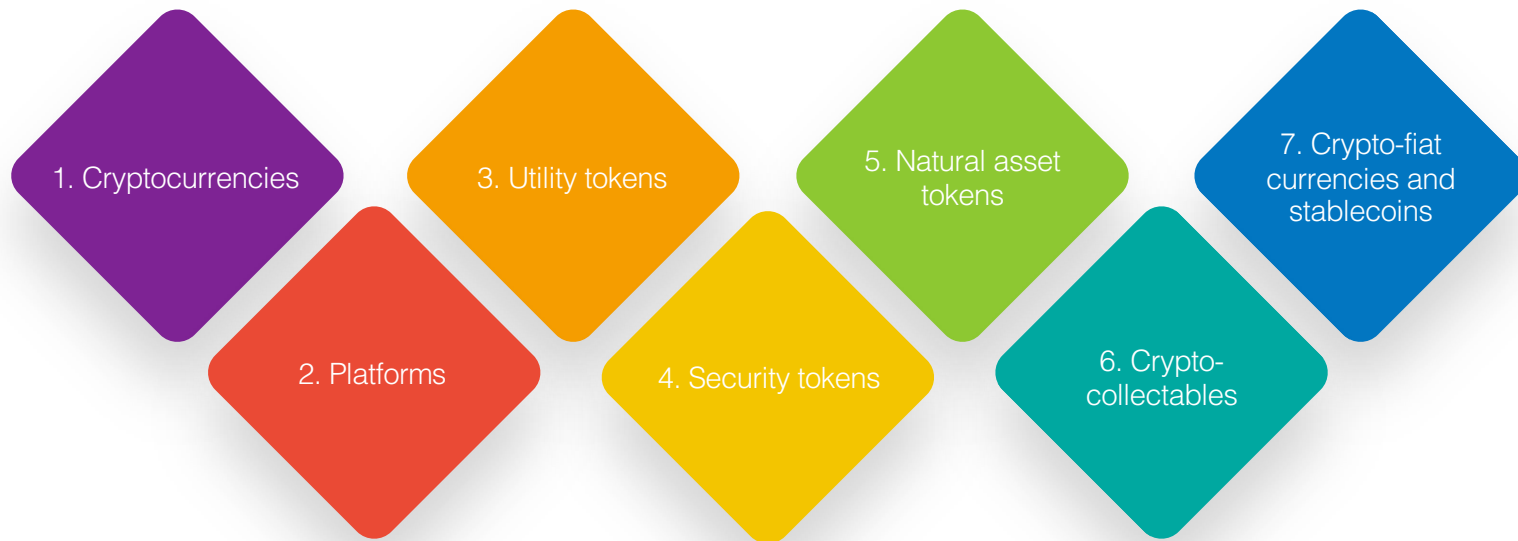 1. Cryptocurrencies
2. Platforms
3. Utility tokens
4. Security tokens
5. Natural asset
tokens
6. Crypto-
collectables
7. Crypto-fiat
currencies and
stablecoins